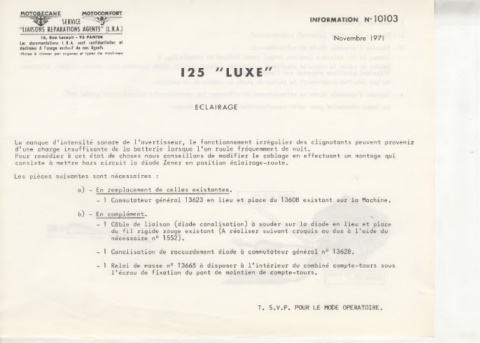 MOTOBECANE MOTOCONFORT
SERVICE
"LIAISONS RÉPARATIONS AGENTS" (L.R.A.)
16, Rue Lesault - 93 PANTIN
Les documentations L.R.A. sont confidentielles et
destinées à l'usage exclusif de nos Agents.
INFORMATION N° 10103
Novembre 1971
125 "LUXE"
ECLAIRAGE
Le manque d'intensité sonore de l'avertisseur, le fonctionnement irrégulier des clignotants peuvent provenir
d'une charge insuffisante de la batterie lorsque l'on roule fréquemment de nuit.
Pour remédier à cet état de choses nous conseillons de modifier le cablage en effectuant un montage qui
consiste à mettre hors circuit la diode Zener en position éclairage-route.
Les pièces suivantes sont nécessaires :
a) - En remplacement de celles existantes.
- 1 Commutateur général 13623 en lieu et place du 13608 existant sur la Machine.
b) - En complément.
- 1 Câble de liaison (diode canalisation) à souder sur la diode en lieu et place
du fil rigide rouge existant (A réaliser suivant croquis au dos à l'aide du
nécessaire n° 1552).
- 1 Canalisation de raccordement diode à commutateur général n° 13628.
- 1 Relai de masse n° 13665 à disposer à l'intérieur du combiné compte-tours sous
l'écrou de fixation du pont de maintien de compte-tours.
T. S.V.P. POUR LE MODE OPERATOIRE.